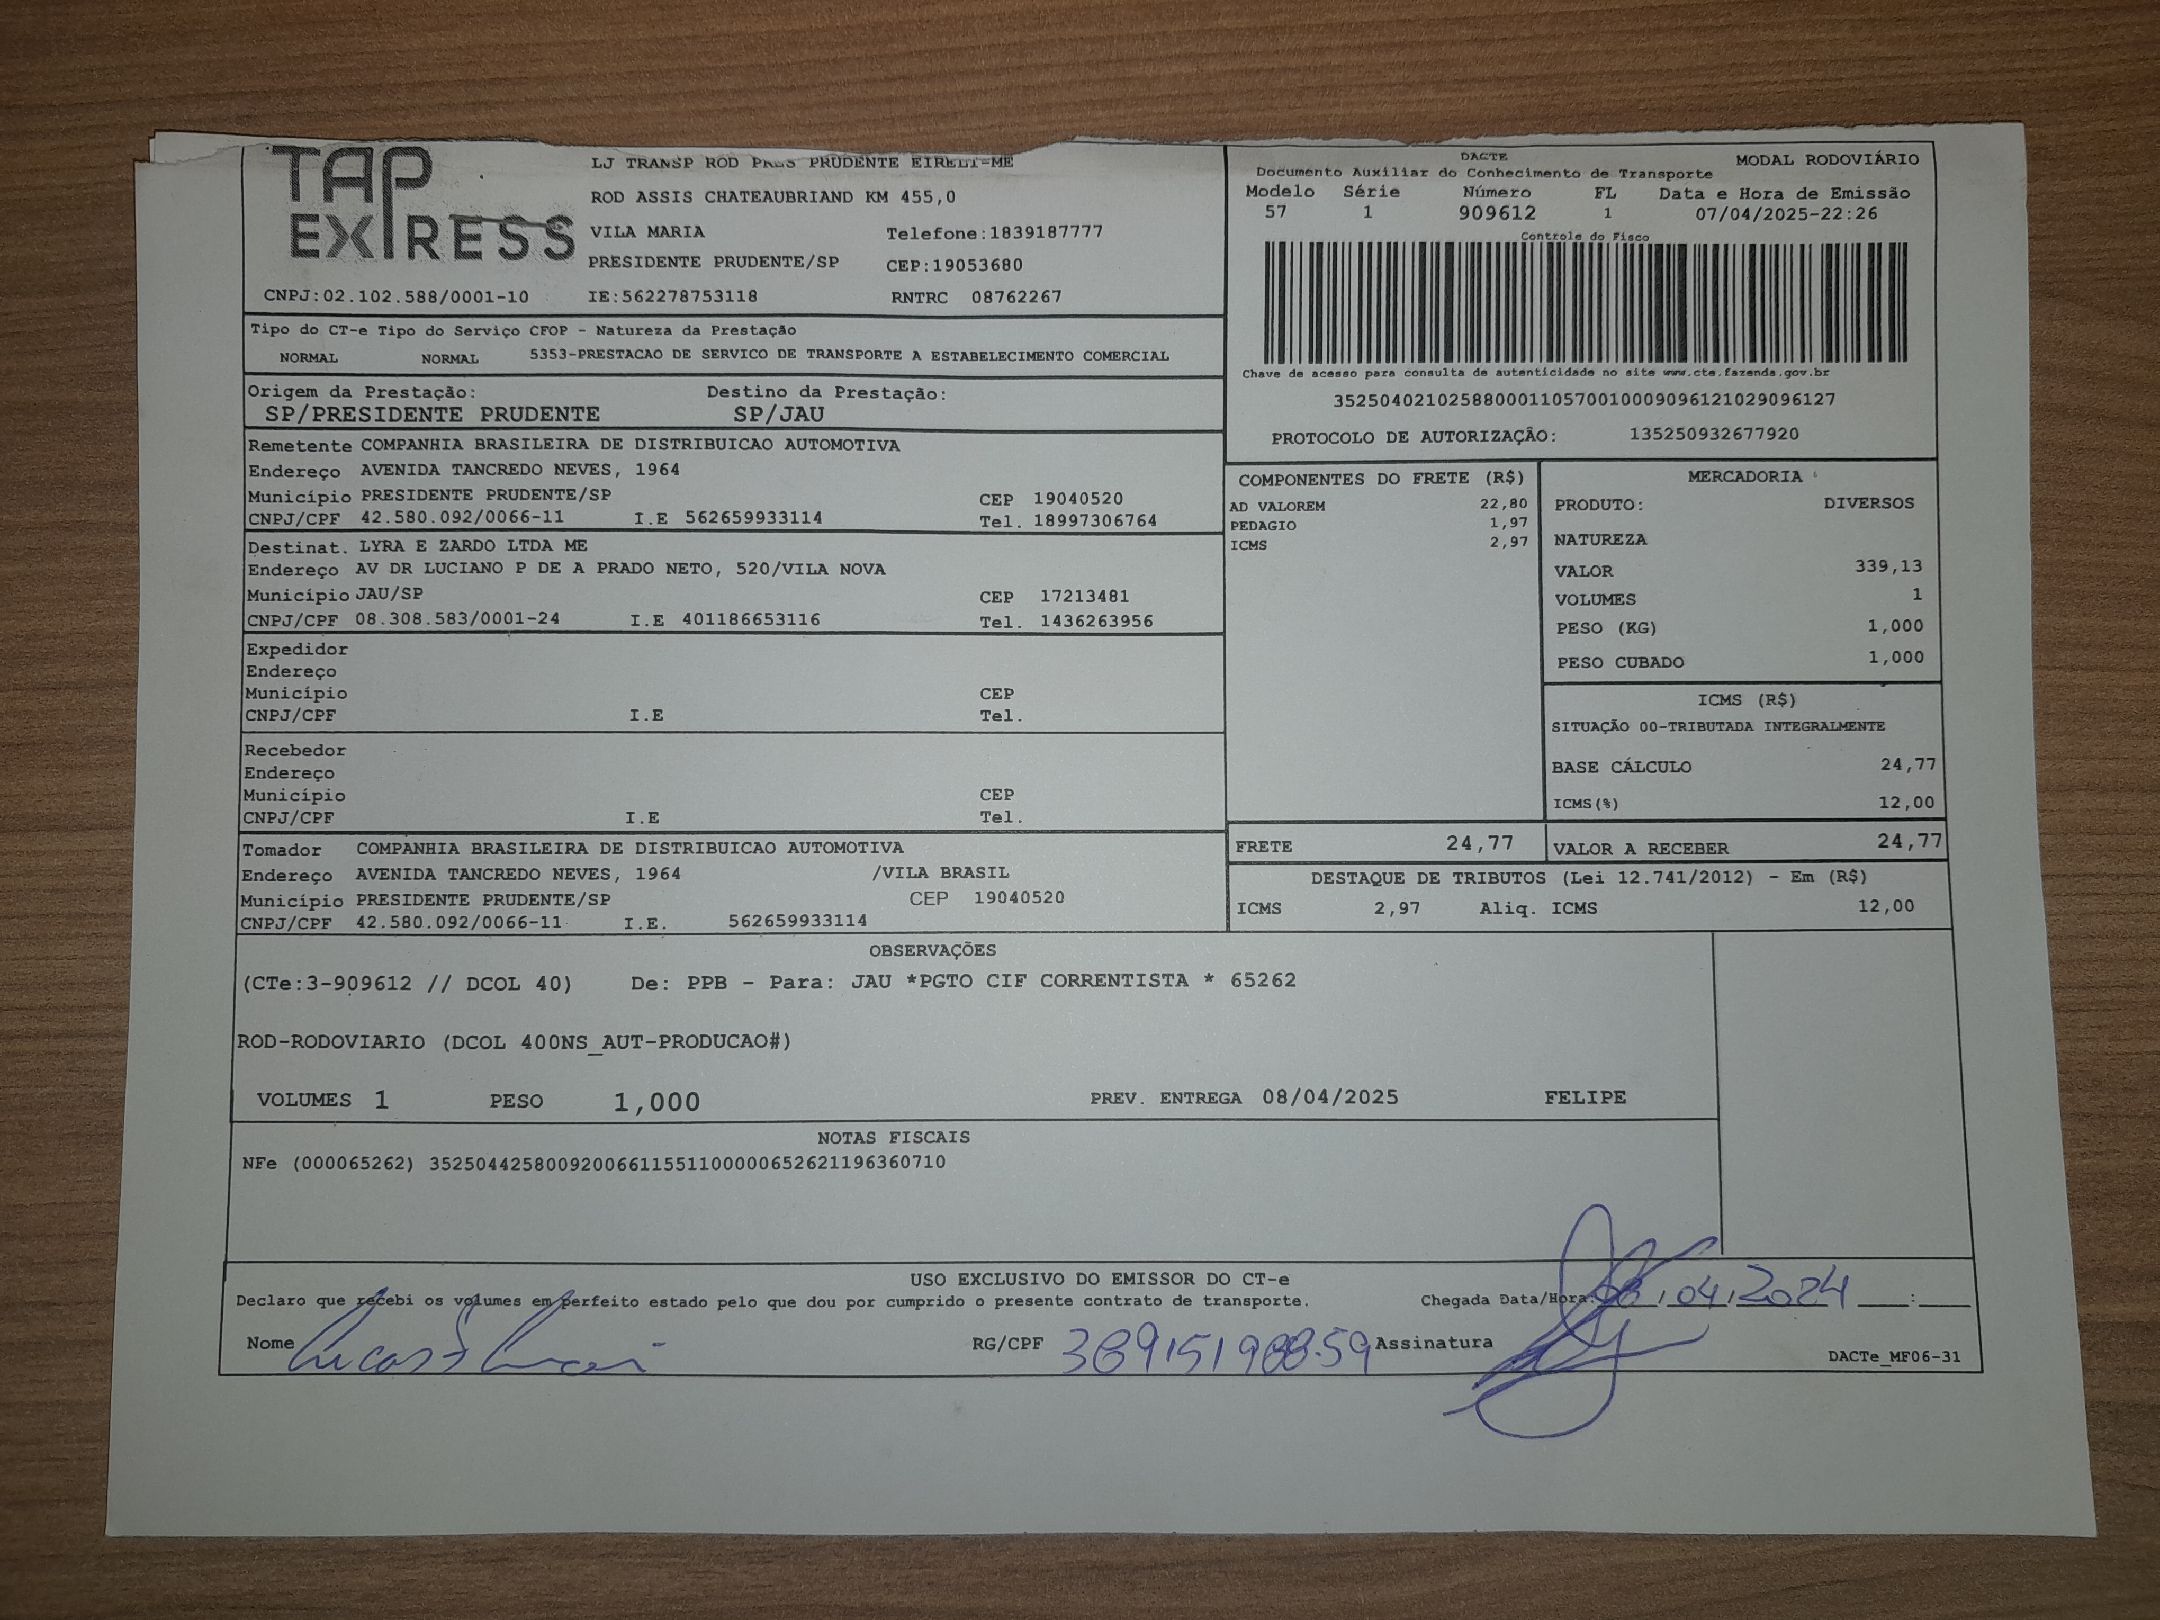 TAP
EXPRESS
LJ TRANSP ROD PRES PRUDENTE EIRELI-ME
ROD ASSIS CHATEAUBRIAND KM 455,0
VILA MARIA Telefone:1839187777
PRESIDENTE PRUDENTE/SP CEP:19053680
CNPJ:02.102.588/0001-10 IE:562278753118 RNTRC 08762267
DACTE MODAL RODOVIÁRIO
Documento Auxiliar do Conhecimento de Transporte
Modelo Série Número FL Data e Hora de Emissão
57 1 909612 1 07/04/2025-22:26
Controle do Fisco
Chave de acesso para consulta de autenticidade no site www.cte.fazenda.gov.br
35250402102588000110570010009096121029096127
PROTOCOLO DE AUTORIZAÇÃO: 135250932677920
Tipo do CT-e Tipo do Serviço CFOP - Natureza da Prestação
NORMAL NORMAL 5353-PRESTACAO DE SERVICO DE TRANSPORTE A ESTABELECIMENTO COMERCIAL
Origem da Prestação: Destino da Prestação:
SP/PRESIDENTE PRUDENTE SP/JAU
Remetente COMPANHIA BRASILEIRA DE DISTRIBUICAO AUTOMOTIVA
Endereço AVENIDA TANCREDO NEVES, 1964
Município PRESIDENTE PRUDENTE/SP CEP 19040520
CNPJ/CPF 42.580.092/0066-11 I.E 562659933114 Tel. 18997306764
Destinat. LYRA E ZARDO LTDA ME
Endereço AV DR LUCIANO P DE A PRADO NETO, 520/VILA NOVA
Município JAU/SP CEP 17213481
CNPJ/CPF 08.308.583/0001-24 I.E 401186653116 Tel. 1436263956
Expedidor
Endereço
Município CEP
CNPJ/CPF I.E Tel.
Recebedor
Endereço
Município CEP
CNPJ/CPF I.E Tel.
Tomador COMPANHIA BRASILEIRA DE DISTRIBUICAO AUTOMOTIVA
Endereço AVENIDA TANCREDO NEVES, 1964 /VILA BRASIL
Município PRESIDENTE PRUDENTE/SP CEP 19040520
CNPJ/CPF 42.580.092/0066-11 I.E. 562659933114
COMPONENTES DO FRETE (R$)
AD VALOREM 22,80
PEDAGIO 1,97
ICMS 2,97
MERCADORIA
PRODUTO: DIVERSOS
NATUREZA
VALOR 339,13
VOLUMES 1
PESO (KG) 1,000
PESO CUBADO 1,000
ICMS (R$)
SITUAÇÃO 00-TRIBUTADA INTEGRALMENTE
BASE CÁLCULO 24,77
ICMS(%) 12,00
FRETE 24,77 VALOR A RECEBER 24,77
DESTAQUE DE TRIBUTOS (Lei 12.741/2012) - Em (R$)
ICMS 2,97 Aliq. ICMS 12,00
OBSERVAÇÕES
(CTe:3-909612 // DCOL 40) De: PPB - Para: JAU *PGTO CIF CORRENTISTA * 65262
ROD-RODOVIARIO (DCOL 400NS_AUT-PRODUCAO#)
VOLUMES 1 PESO 1,000 PREV. ENTREGA 08/04/2025 FELIPE
NOTAS FISCAIS
NFe (000065262) 35250442580092006611551100000652621196360710
USO EXCLUSIVO DO EMISSOR DO CT-e
Declaro que recebi os volumes em perfeito estado pelo que dou por cumprido o presente contrato de transporte. Chegada Data/Hora: 08/04/2024 __:__
Nome Lucas RG/CPF 38915198859 Assinatura
DACTe_MF06-31